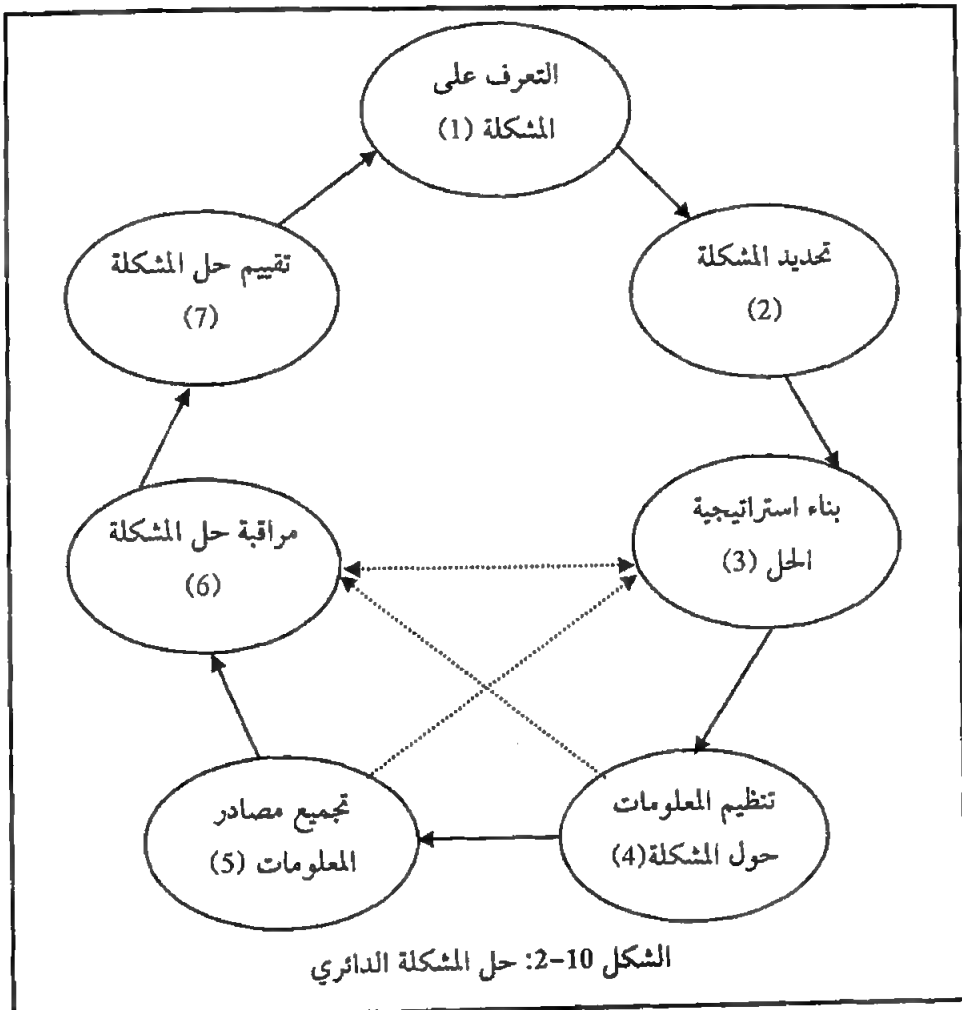 التعرف على
المشكلة (1)
تحديد المشكلة
(2)
بناء استراتيجية
الحل (3)
تنظيم المعلومات
حول المشكلة(4)
تجميع مصادر
المعلومات (5)
مراقبة حل المشكلة
(6)
تقييم حل المشكلة
(7)
الشكل 10-2: حل المشكلة الدائري